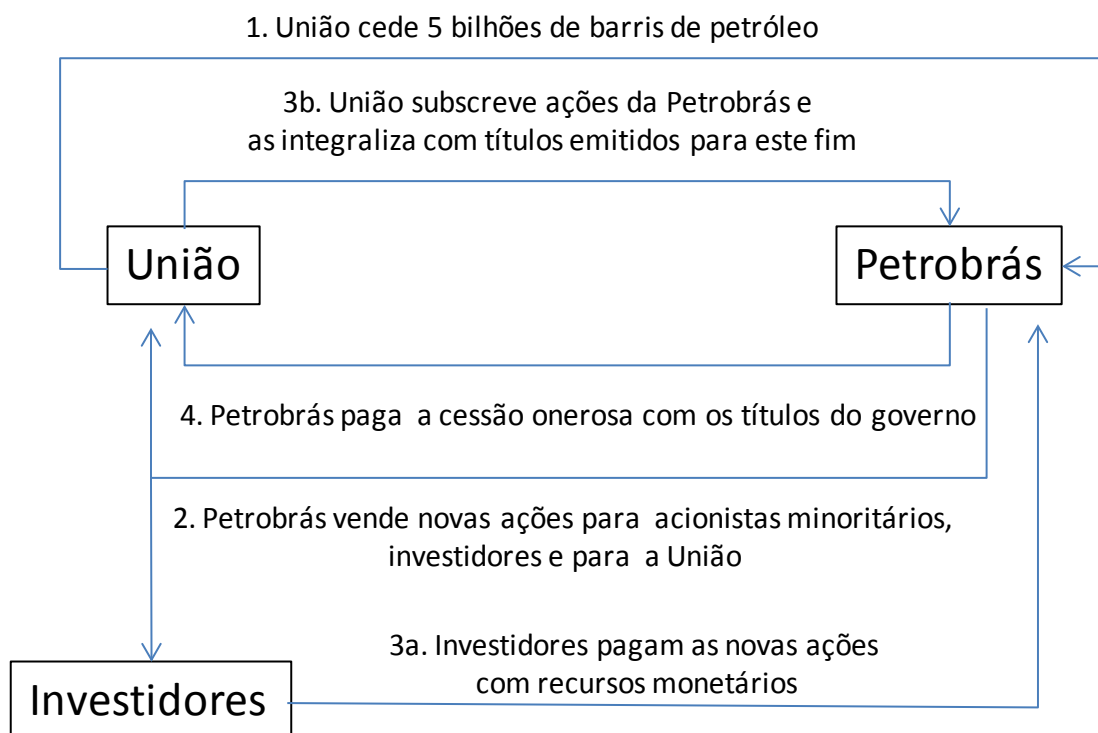 1. União cede 5 bilhões de barris de petróleo
3b. União subscreve ações da Petrobrás e
as integraliza com títulos emitidos para este fim
União
Petrobrás
4. Petrobrás paga a cessão onerosa com os títulos do governo
2. Petrobrás vende novas ações para acionistas minoritários,
investidores e para a União
3a. Investidores pagam as novas ações
com recursos monetários
Investidores